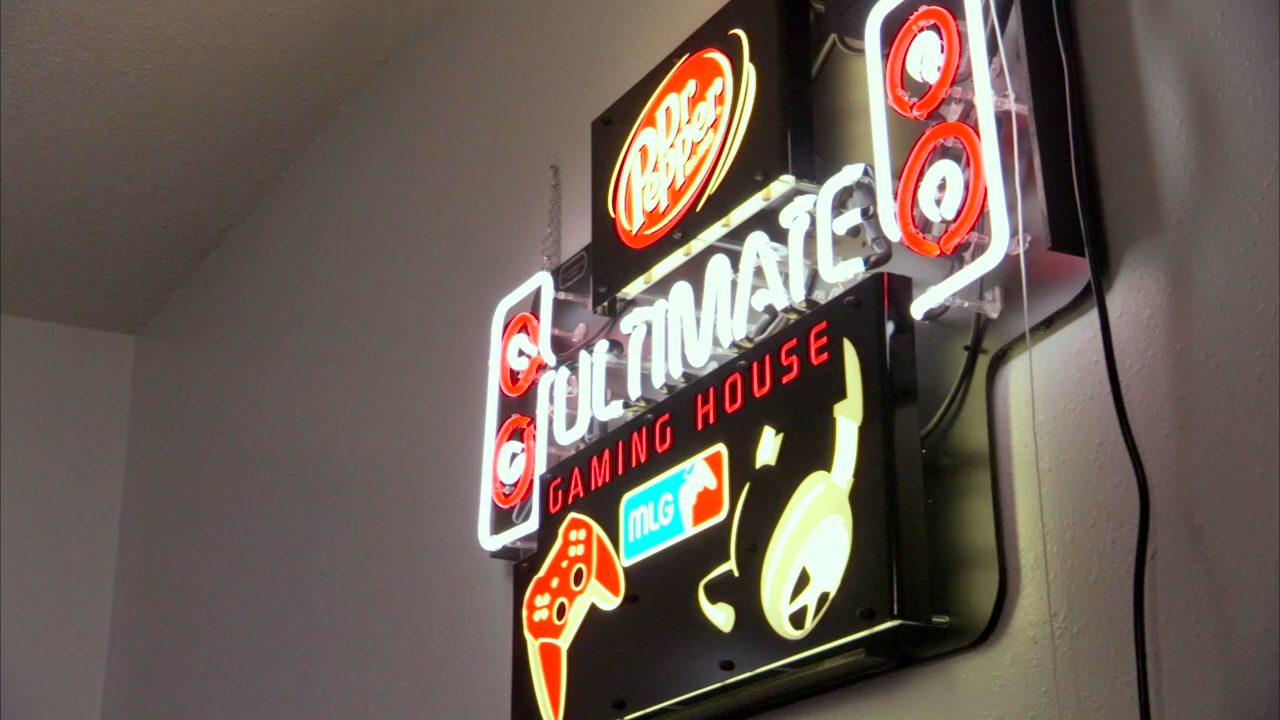 Dr
Pepper
ULTIMATE
GAMING HOUSE
MLG